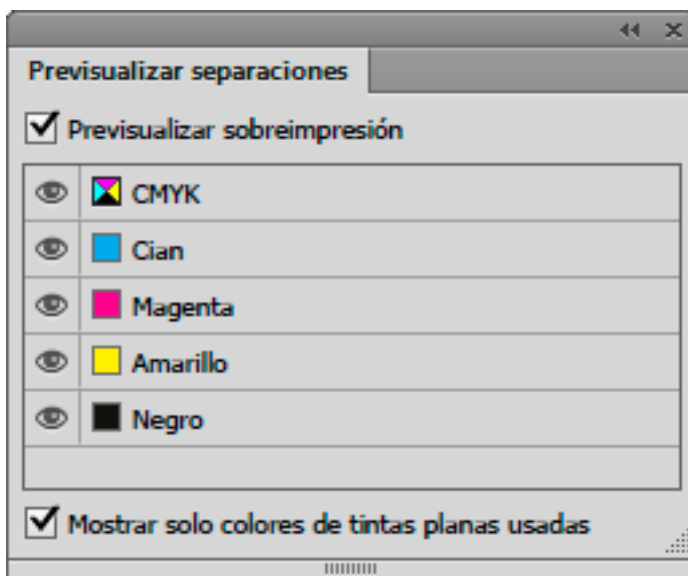 Previsualizar separaciones
Previsualizar sobreimpresión
CMYK
Cian
Magenta
Amarillo
Negro
Mostrar solo colores de tintas planas usadas